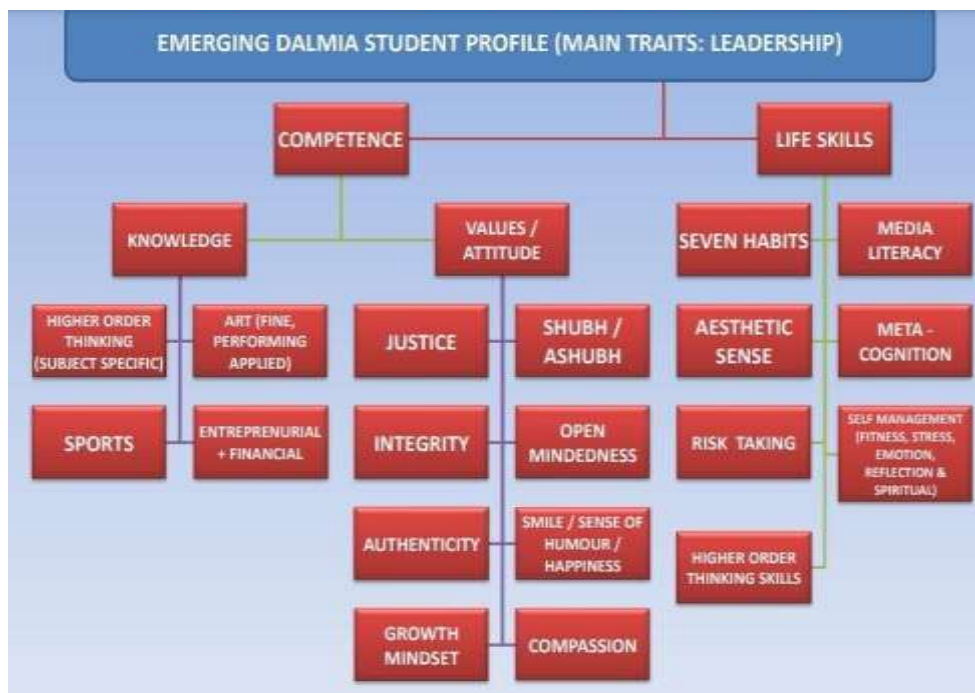 EMERGING DALMIA STUDENT PROFILE (MAIN TRAITS: LEADERSHIP)
COMPETENCE
LIFE SKILLS
KNOWLEDGE
VALUES /
ATTITUDE
SEVEN HABITS
MEDIA
LITERACY
HIGHER ORDER
THINKING
(SUBJECT SPECIFIC)
ART (FINE,
PERFORMING
APPLIED)
JUSTICE
SHUBH /
ASHUBH
AESTHETIC
SENSE
META -
COGNITION
SPORTS
ENTREPRENURIAL
+ FINANCIAL
INTEGRITY
OPEN
MINDEDNESS
RISK TAKING
SELF MANAGEMENT
(FITNESS, STRESS,
EMOTION,
REFLECTION &
SPIRITUAL)
AUTHENTICITY
SMILE / SENSE OF
HUMOUR /
HAPPINESS
HIGHER ORDER
THINKING SKILLS
GROWTH
MINDSET
COMPASSION